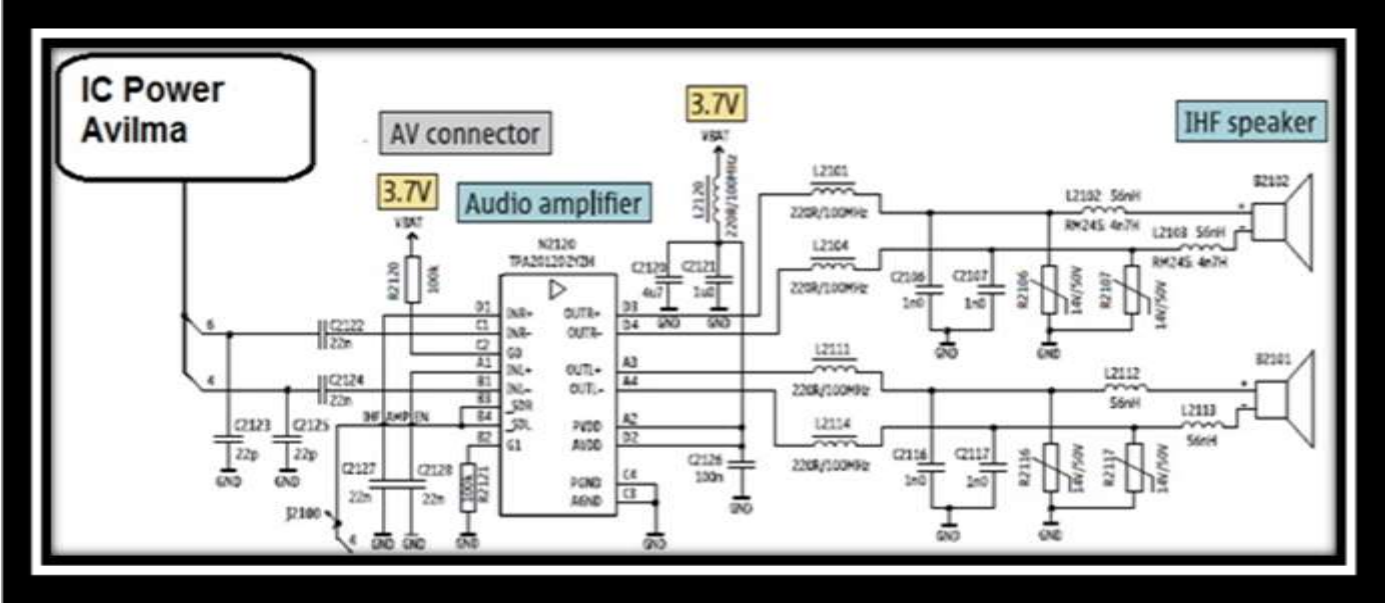 IC Power
Avilma
AV connector
3.7V
IHF speaker
3.7V
Audio amplifier
VBAT
VBAT
L2120
220R/100MHz
R2120
100k
N2120
TPA2012D2YZH
L2101
220R/100MHz
L2104
220R/100MHz
L2102 56nH
RM245: 4n7H
L2103 56nH
RM245: 4n7H
B2102
C2120
4u7
C2121
1u0
GND
GND
C2106
1n0
C2107
1n0
R2106
14V/50V
R2107
14V/50V
GND
GND
6
C2122
22n
4
C2124
22n
D1
INR+
C1
INR-
C2
G0
A1
INL+
B1
INL-
B3
_SDR
B4
_SDL
B2
G1
OUTR+
D3
OUTR-
D4
OUTL+
A3
OUTL-
A4
PVDD
A2
AVDD
D2
PGND
C4
AGND
C3
IHF_AMP_EN
C2123
22p
C2125
22p
GND
GND
C2127
22n
C2128
22n
100k
R2121
J2100
4
GND
GND
GND
GND
C2126
100n
GND
L2111
220R/100MHz
L2114
220R/100MHz
L2112
56nH
L2113
56nH
B2101
C2116
1n0
C2117
1n0
R2116
14V/50V
R2117
14V/50V
GND
GND